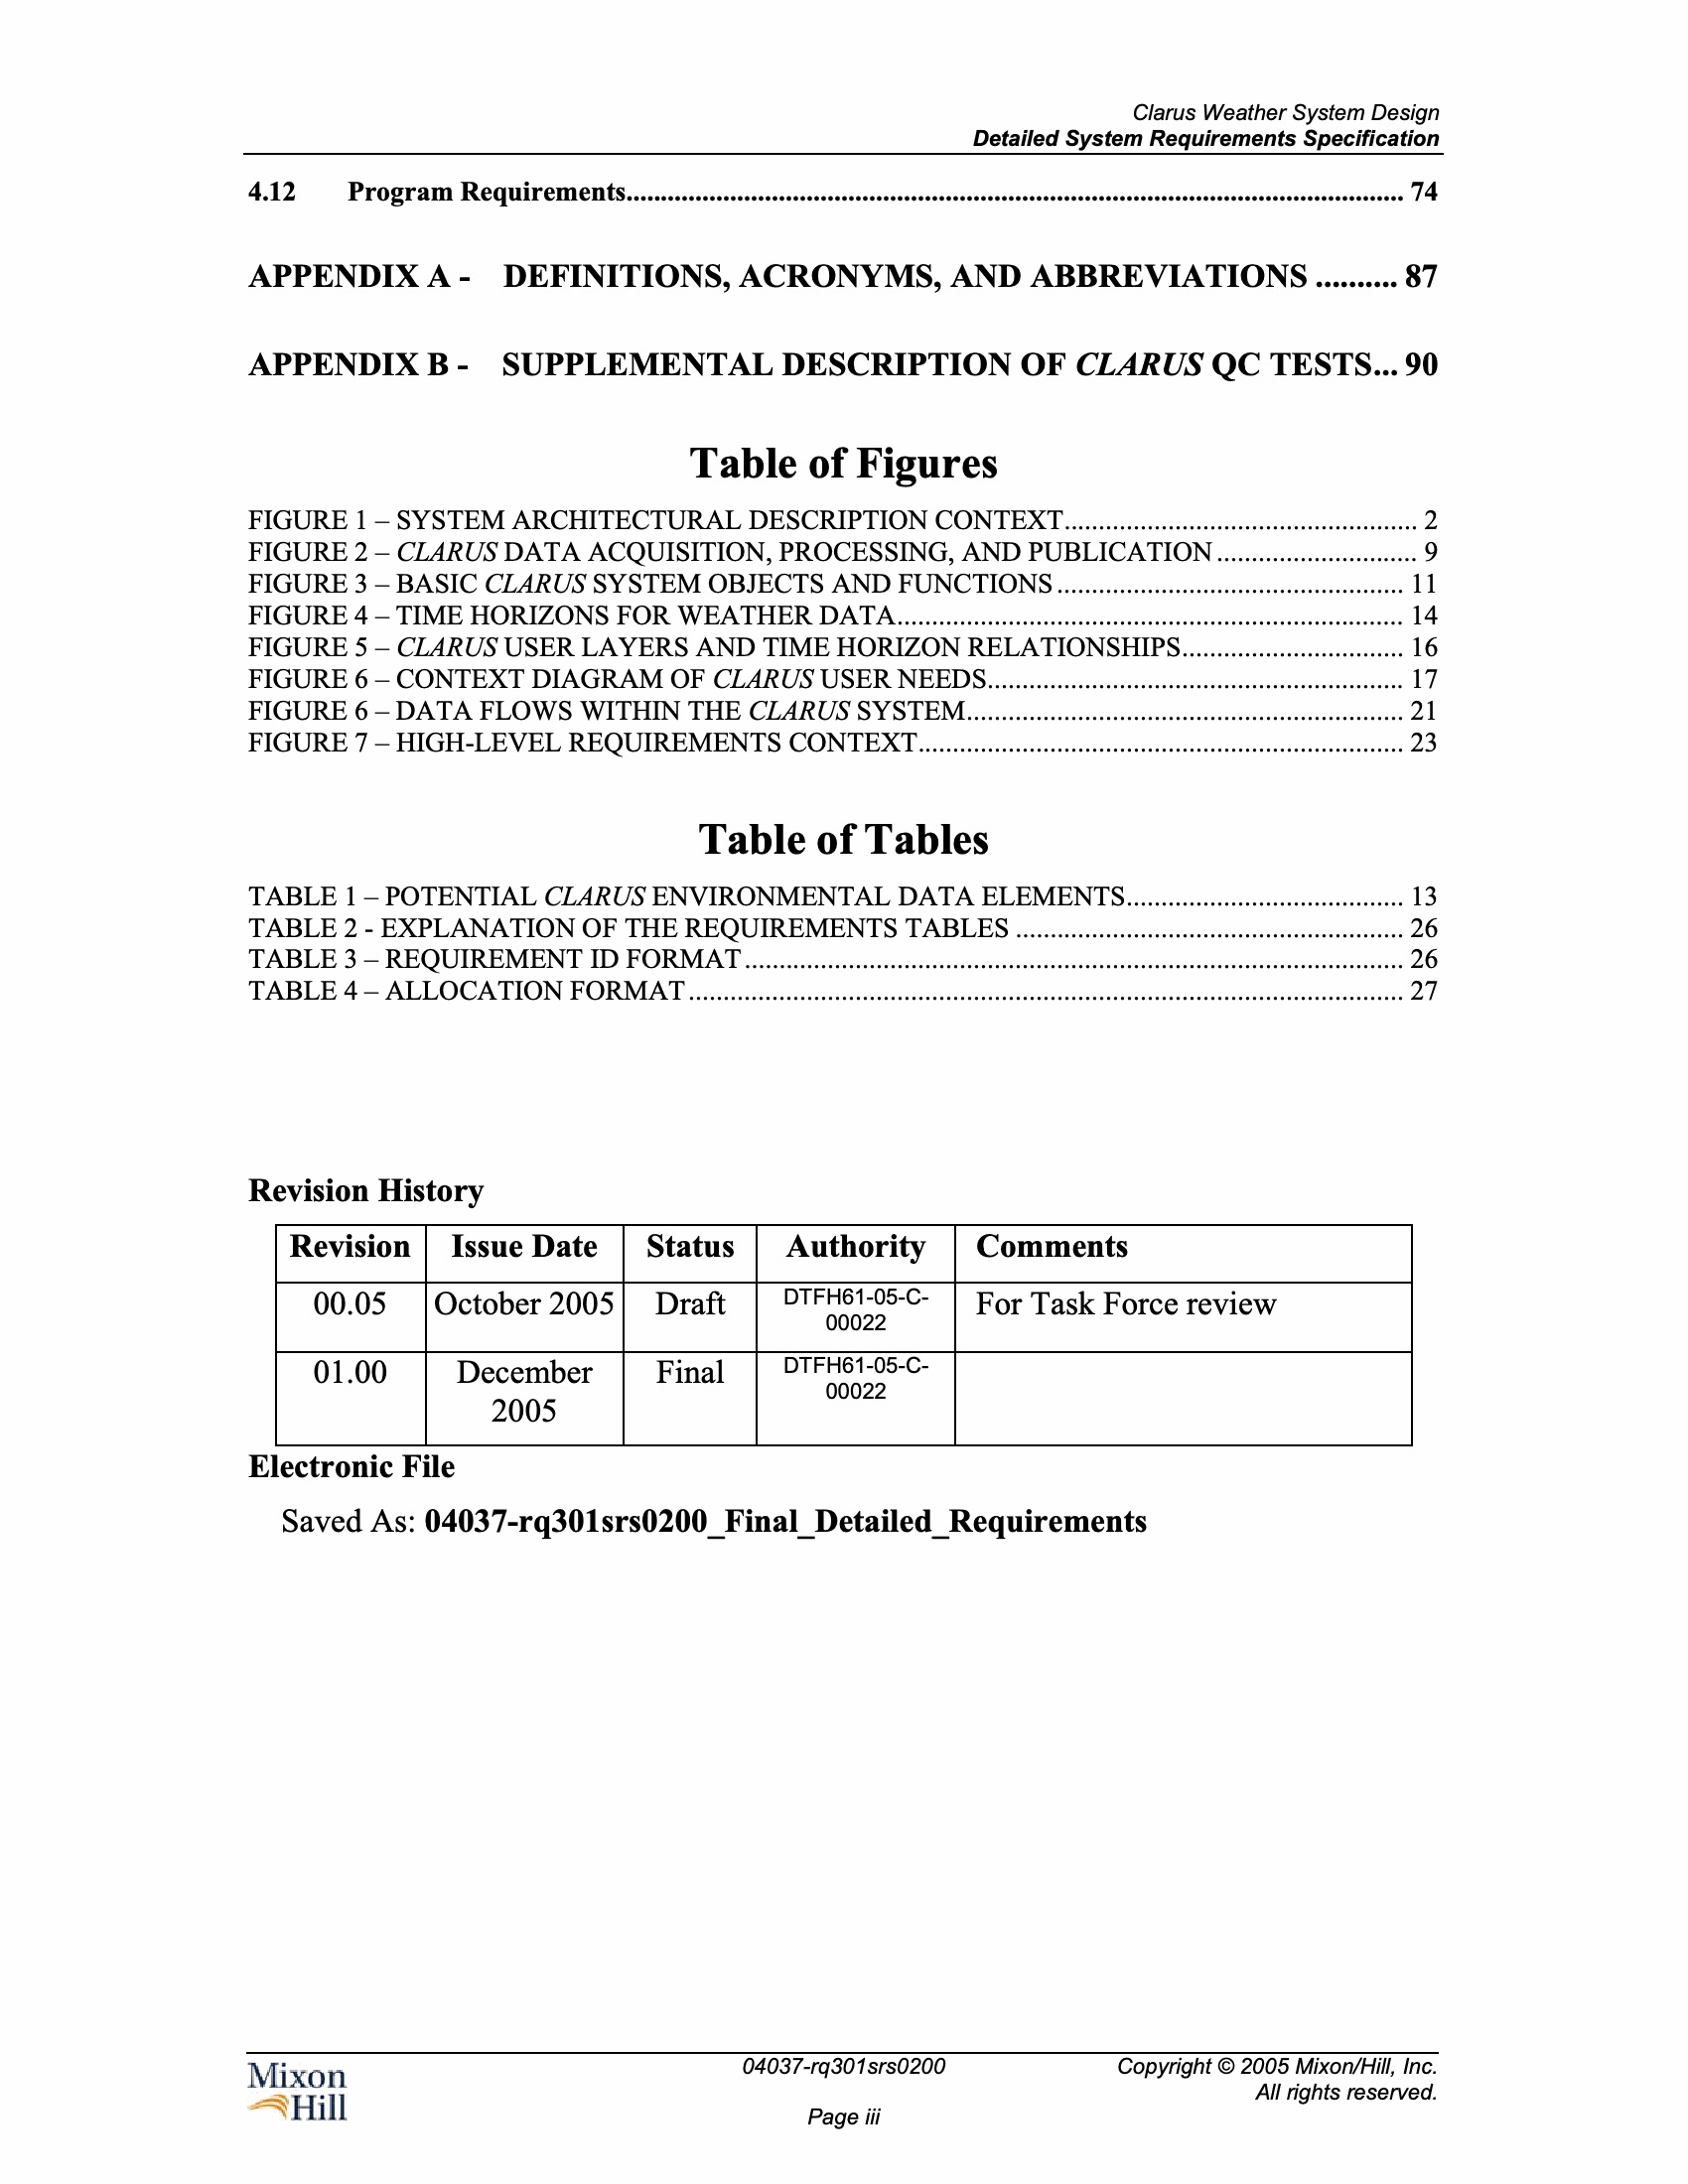 Clarus Weather System Design
Detailed System Requirements Specification
4.12 Program Requirements.................................................................................................................. 74
APPENDIX A - DEFINITIONS, ACRONYMS, AND ABBREVIATIONS .......... 87
APPENDIX B - SUPPLEMENTAL DESCRIPTION OF CLARUS QC TESTS... 90
Table of Figures
FIGURE 1 – SYSTEM ARCHITECTURAL DESCRIPTION CONTEXT.................................................... 2
FIGURE 2 – CLARUS DATA ACQUISITION, PROCESSING, AND PUBLICATION ............................. 9
FIGURE 3 – BASIC CLARUS SYSTEM OBJECTS AND FUNCTIONS ................................................... 11
FIGURE 4 – TIME HORIZONS FOR WEATHER DATA.......................................................................... 14
FIGURE 5 – CLARUS USER LAYERS AND TIME HORIZON RELATIONSHIPS................................ 16
FIGURE 6 – CONTEXT DIAGRAM OF CLARUS USER NEEDS............................................................. 17
FIGURE 6 – DATA FLOWS WITHIN THE CLARUS SYSTEM................................................................ 21
FIGURE 7 – HIGH-LEVEL REQUIREMENTS CONTEXT....................................................................... 23
Table of Tables
TABLE 1 – POTENTIAL CLARUS ENVIRONMENTAL DATA ELEMENTS........................................ 13
TABLE 2 - EXPLANATION OF THE REQUIREMENTS TABLES ......................................................... 26
TABLE 3 – REQUIREMENT ID FORMAT ................................................................................................ 26
TABLE 4 – ALLOCATION FORMAT ........................................................................................................ 27
Revision History
Revision Issue Date Status Authority Comments
00.05 October 2005 Draft DTFH61-05-C- For Task Force review
00022
01.00 December Final DTFH61-05-C-
2005 00022
Electronic File
Saved As: 04037-rq301srs0200_Final_Detailed_Requirements
Mixon
Hill
04037-rq301srs0200 Copyright © 2005 Mixon/Hill, Inc.
All rights reserved.
Page iii